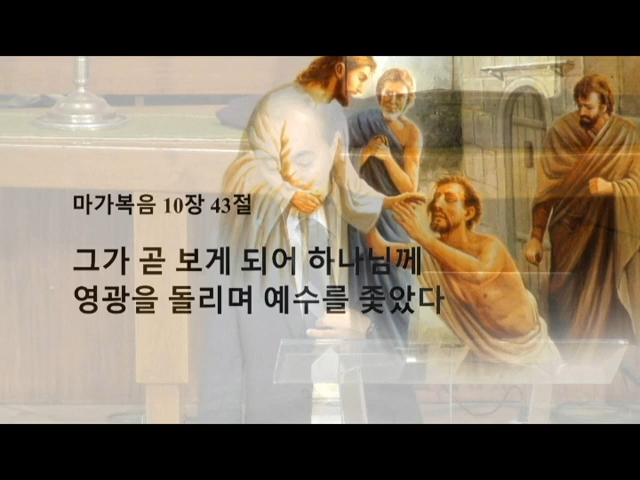 마가복음 10장 43절
그가 곧 보게 되어 하나님께
영광을 돌리며 예수를 좇았다